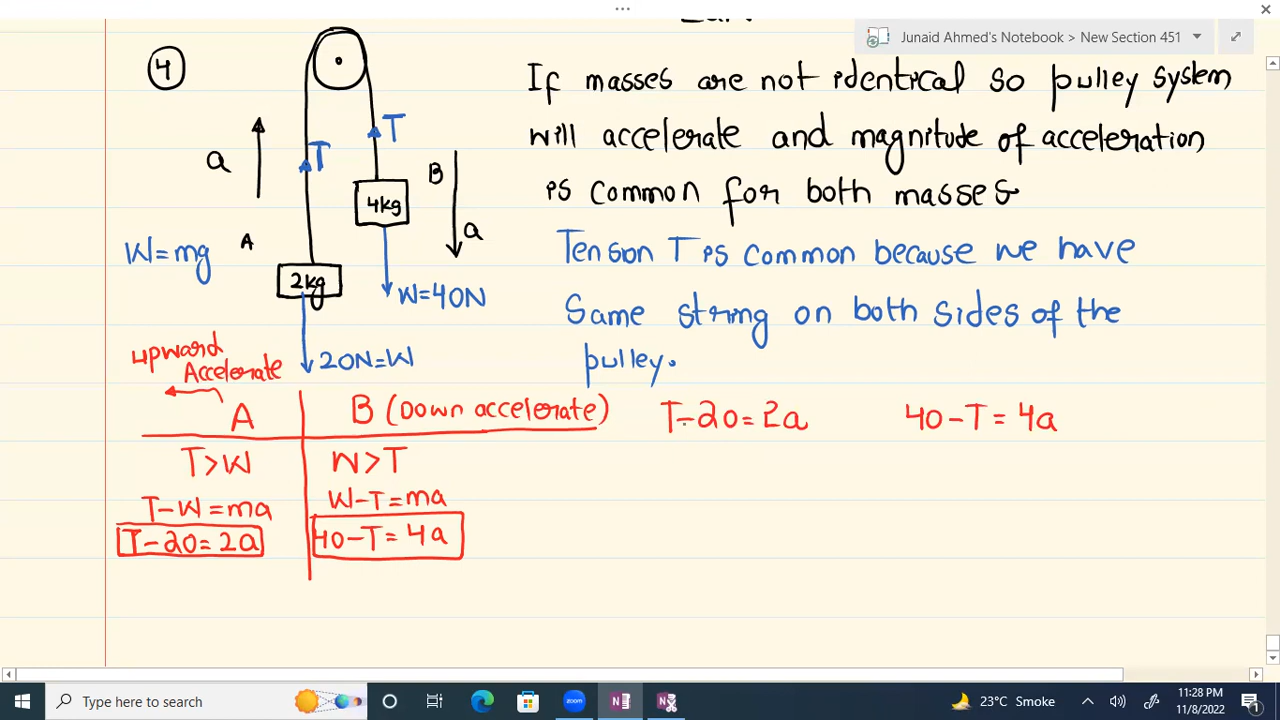 Junaid Ahmed's Notebook > New Section 451
4
If masses are not identical so pulley system
will accelerate and magnitude of acceleration
is common for both masses
T
T
a
B
4kg
a
A
W=mg
2kg
W=40N
20N=W
Tension T is common because we have
Same string on both sides of the
pulley.
upward
Accelerate
A
B (Down accelerate)
T-20=2a
40-T=4a
T>W
W>T
T-W=ma
W-T=ma
T-20=2a
40-T=4a
Type here to search
zoom
23°C Smoke
11:28 PM
11/8/2022
1